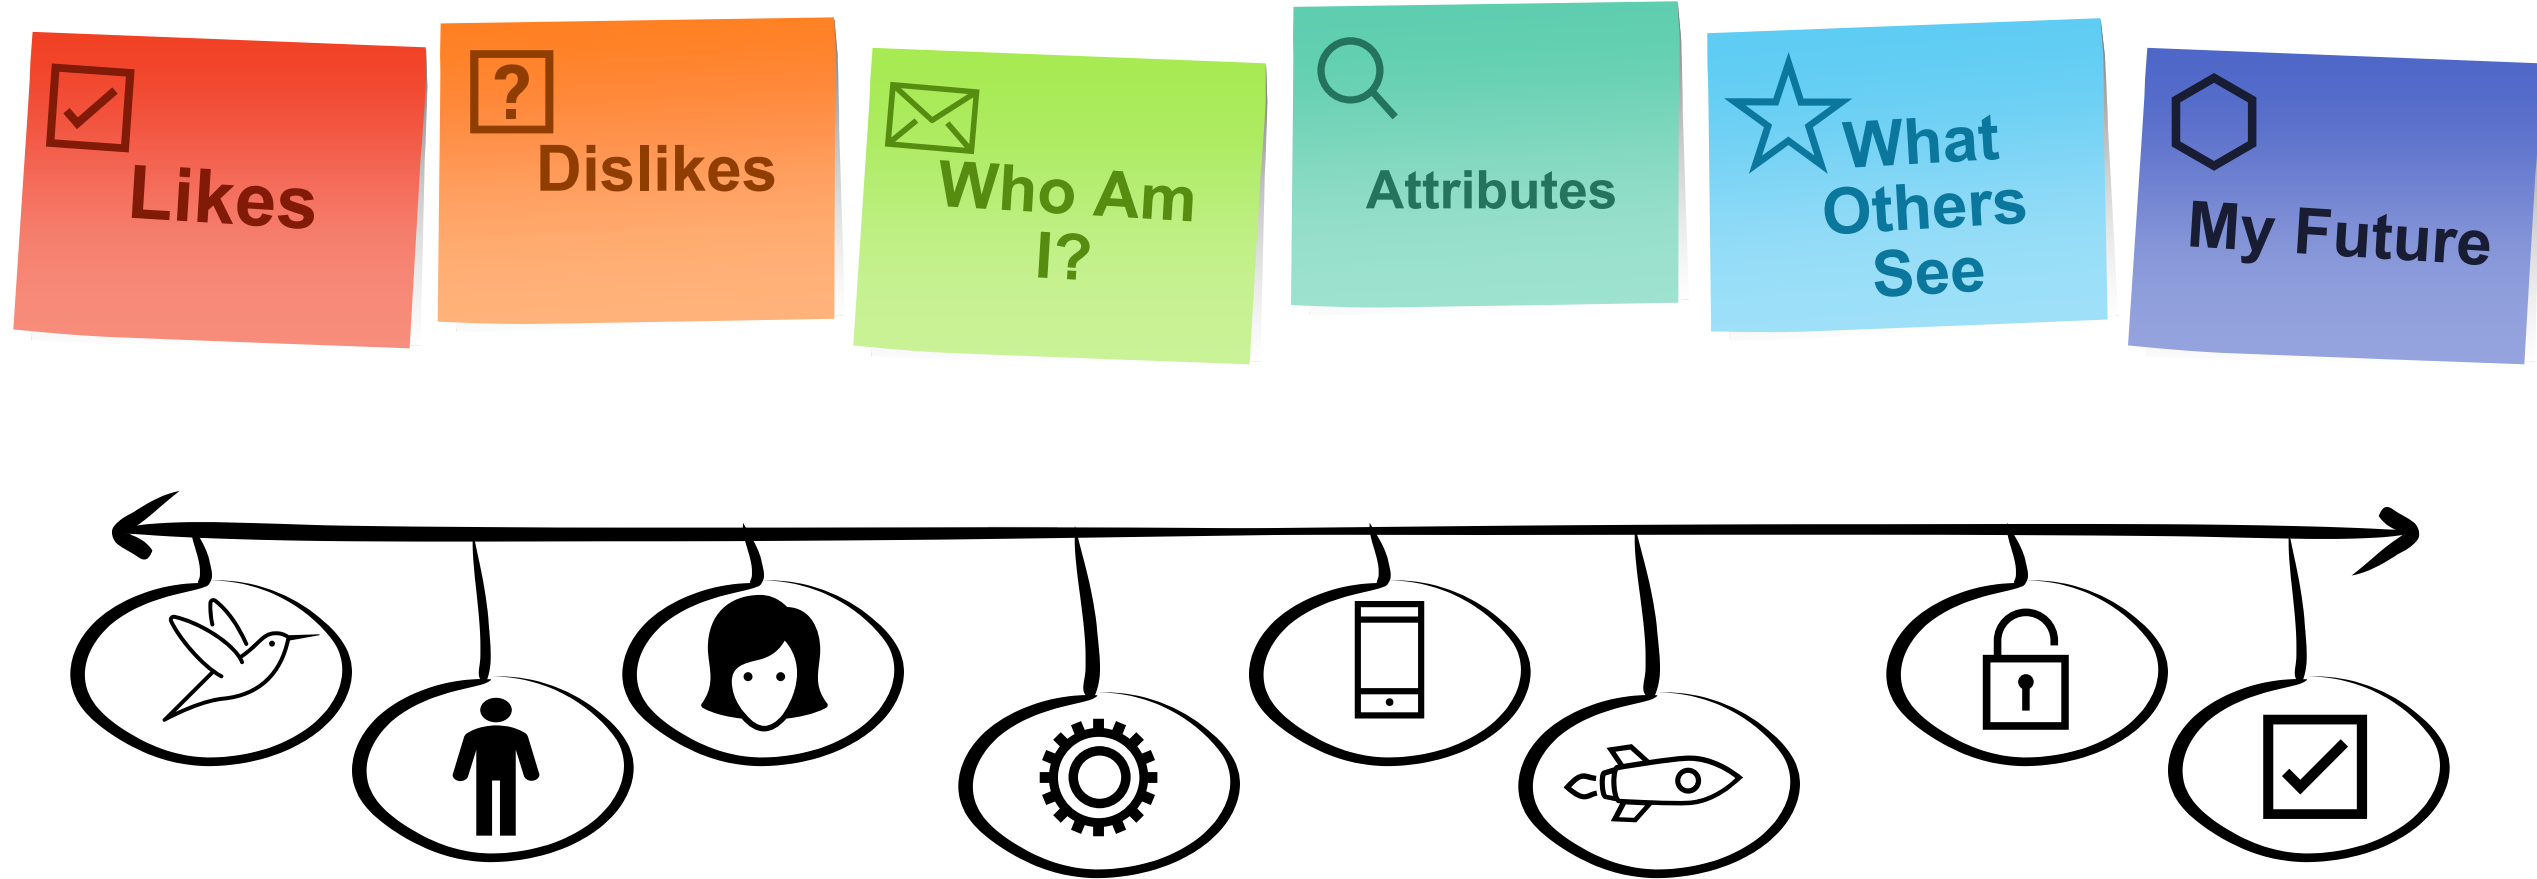 ?
Likes
Dislikes
Who Am
I?
Attributes
What
Others
See
My Future